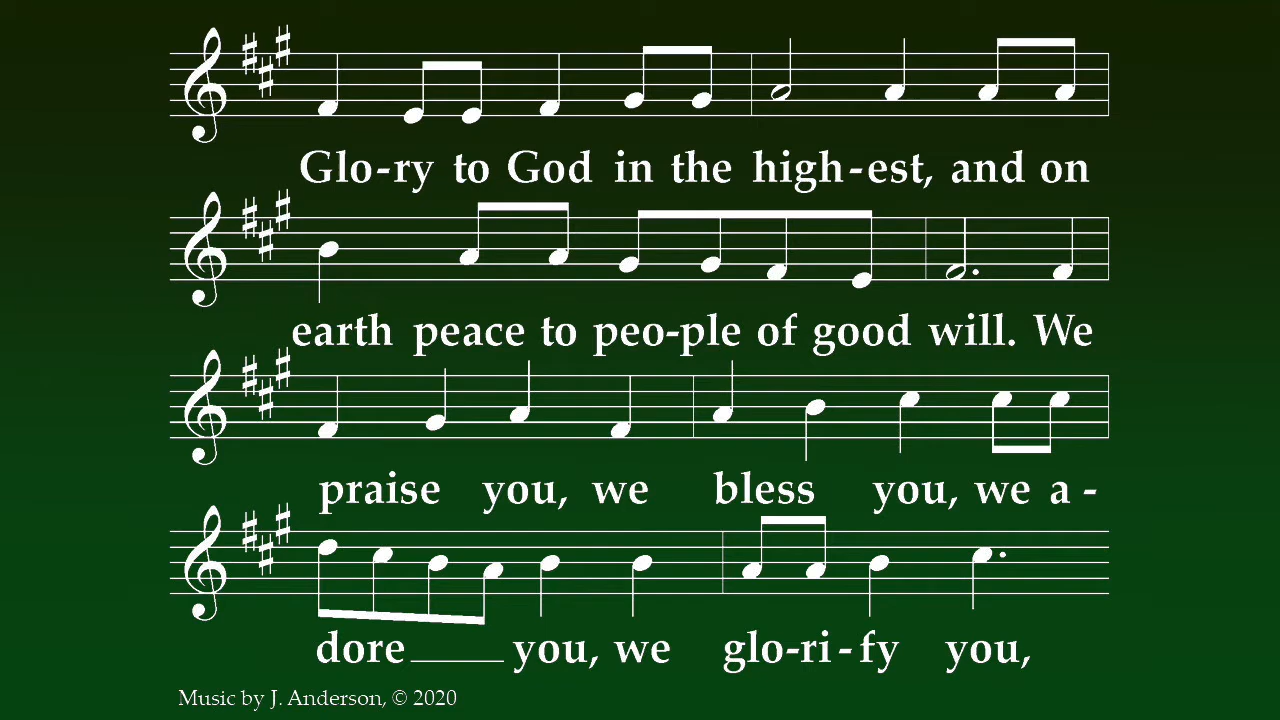 Glo-ry to God in the high-est, and on
earth peace to peo-ple of good will. We
praise you, we bless you, we a-
dore___ you, we glo-ri-fy you,
Music by J. Anderson, © 2020